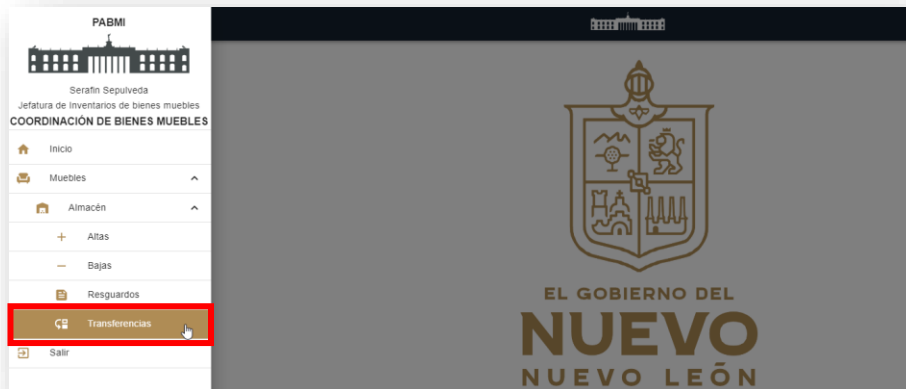 PABMI
Serafin Sepulveda
Jefatura de Inventarios de bienes muebles
COORDINACIÓN DE BIENES MUEBLES
Inicio
Muebles
Almacén
Altas
Bajas
Resguardos
Transferencias
Salir
EL GOBIERNO DEL
NUEVO
NUEVO LEÓN